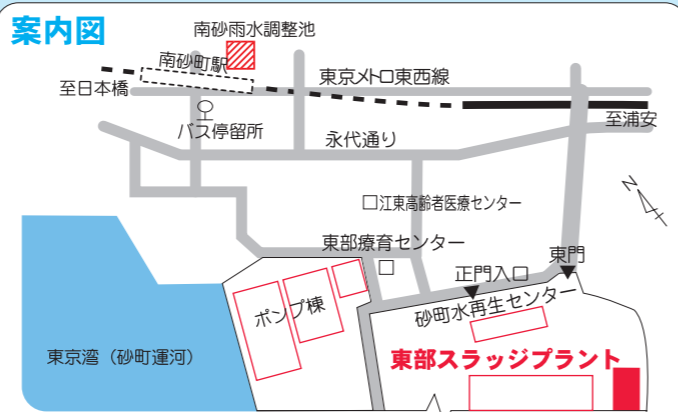 案内図
南砂雨水調整池
南砂町駅
東京メトロ東西線
至日本橋
至浦安
バス停留所
永代通り
N
江東高齢者医療センター
東部療育センター
東門
正門入口
ポンプ棟
砂町水再生センター
東京湾（砂町運河）
東部スラッジプラント